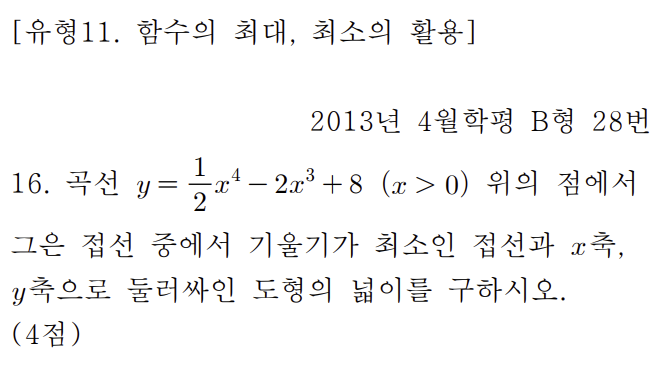 [유형11. 함수의 최대, 최소의 활용]
2013년 4월학평 B형 28번
16. 곡선 $y=\frac{1}{2}x^4-2x^3+8$ ($x>0$) 위의 점에서
그은 접선 중에서 기울기가 최소인 접선과 $x$축,
$y$축으로 둘러싸인 도형의 넓이를 구하시오.
(4점)